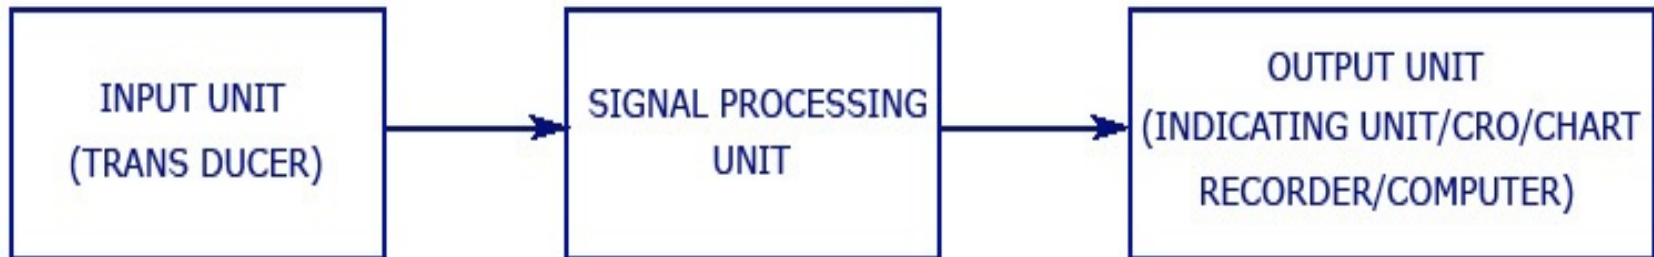 INPUT UNIT
(TRANS DUCER)
SIGNAL PROCESSING
UNIT
OUTPUT UNIT
(INDICATING UNIT/CRO/CHART
RECORDER/COMPUTER)